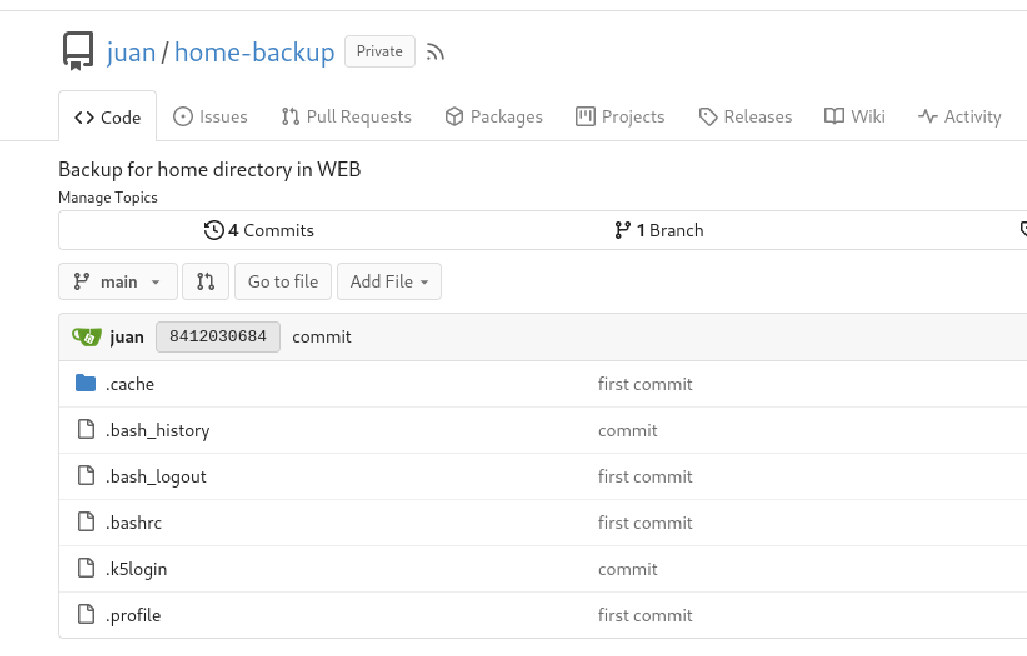 juan / home-backup Private
Code Issues Pull Requests Packages Projects Releases Wiki Activity
Backup for home directory in WEB
Manage Topics
4 Commits 1 Branch
main Go to file Add File
juan 8412030684 commit
.cache first commit
.bash_history commit
.bash_logout first commit
.bashrc first commit
.k5login commit
.profile first commit